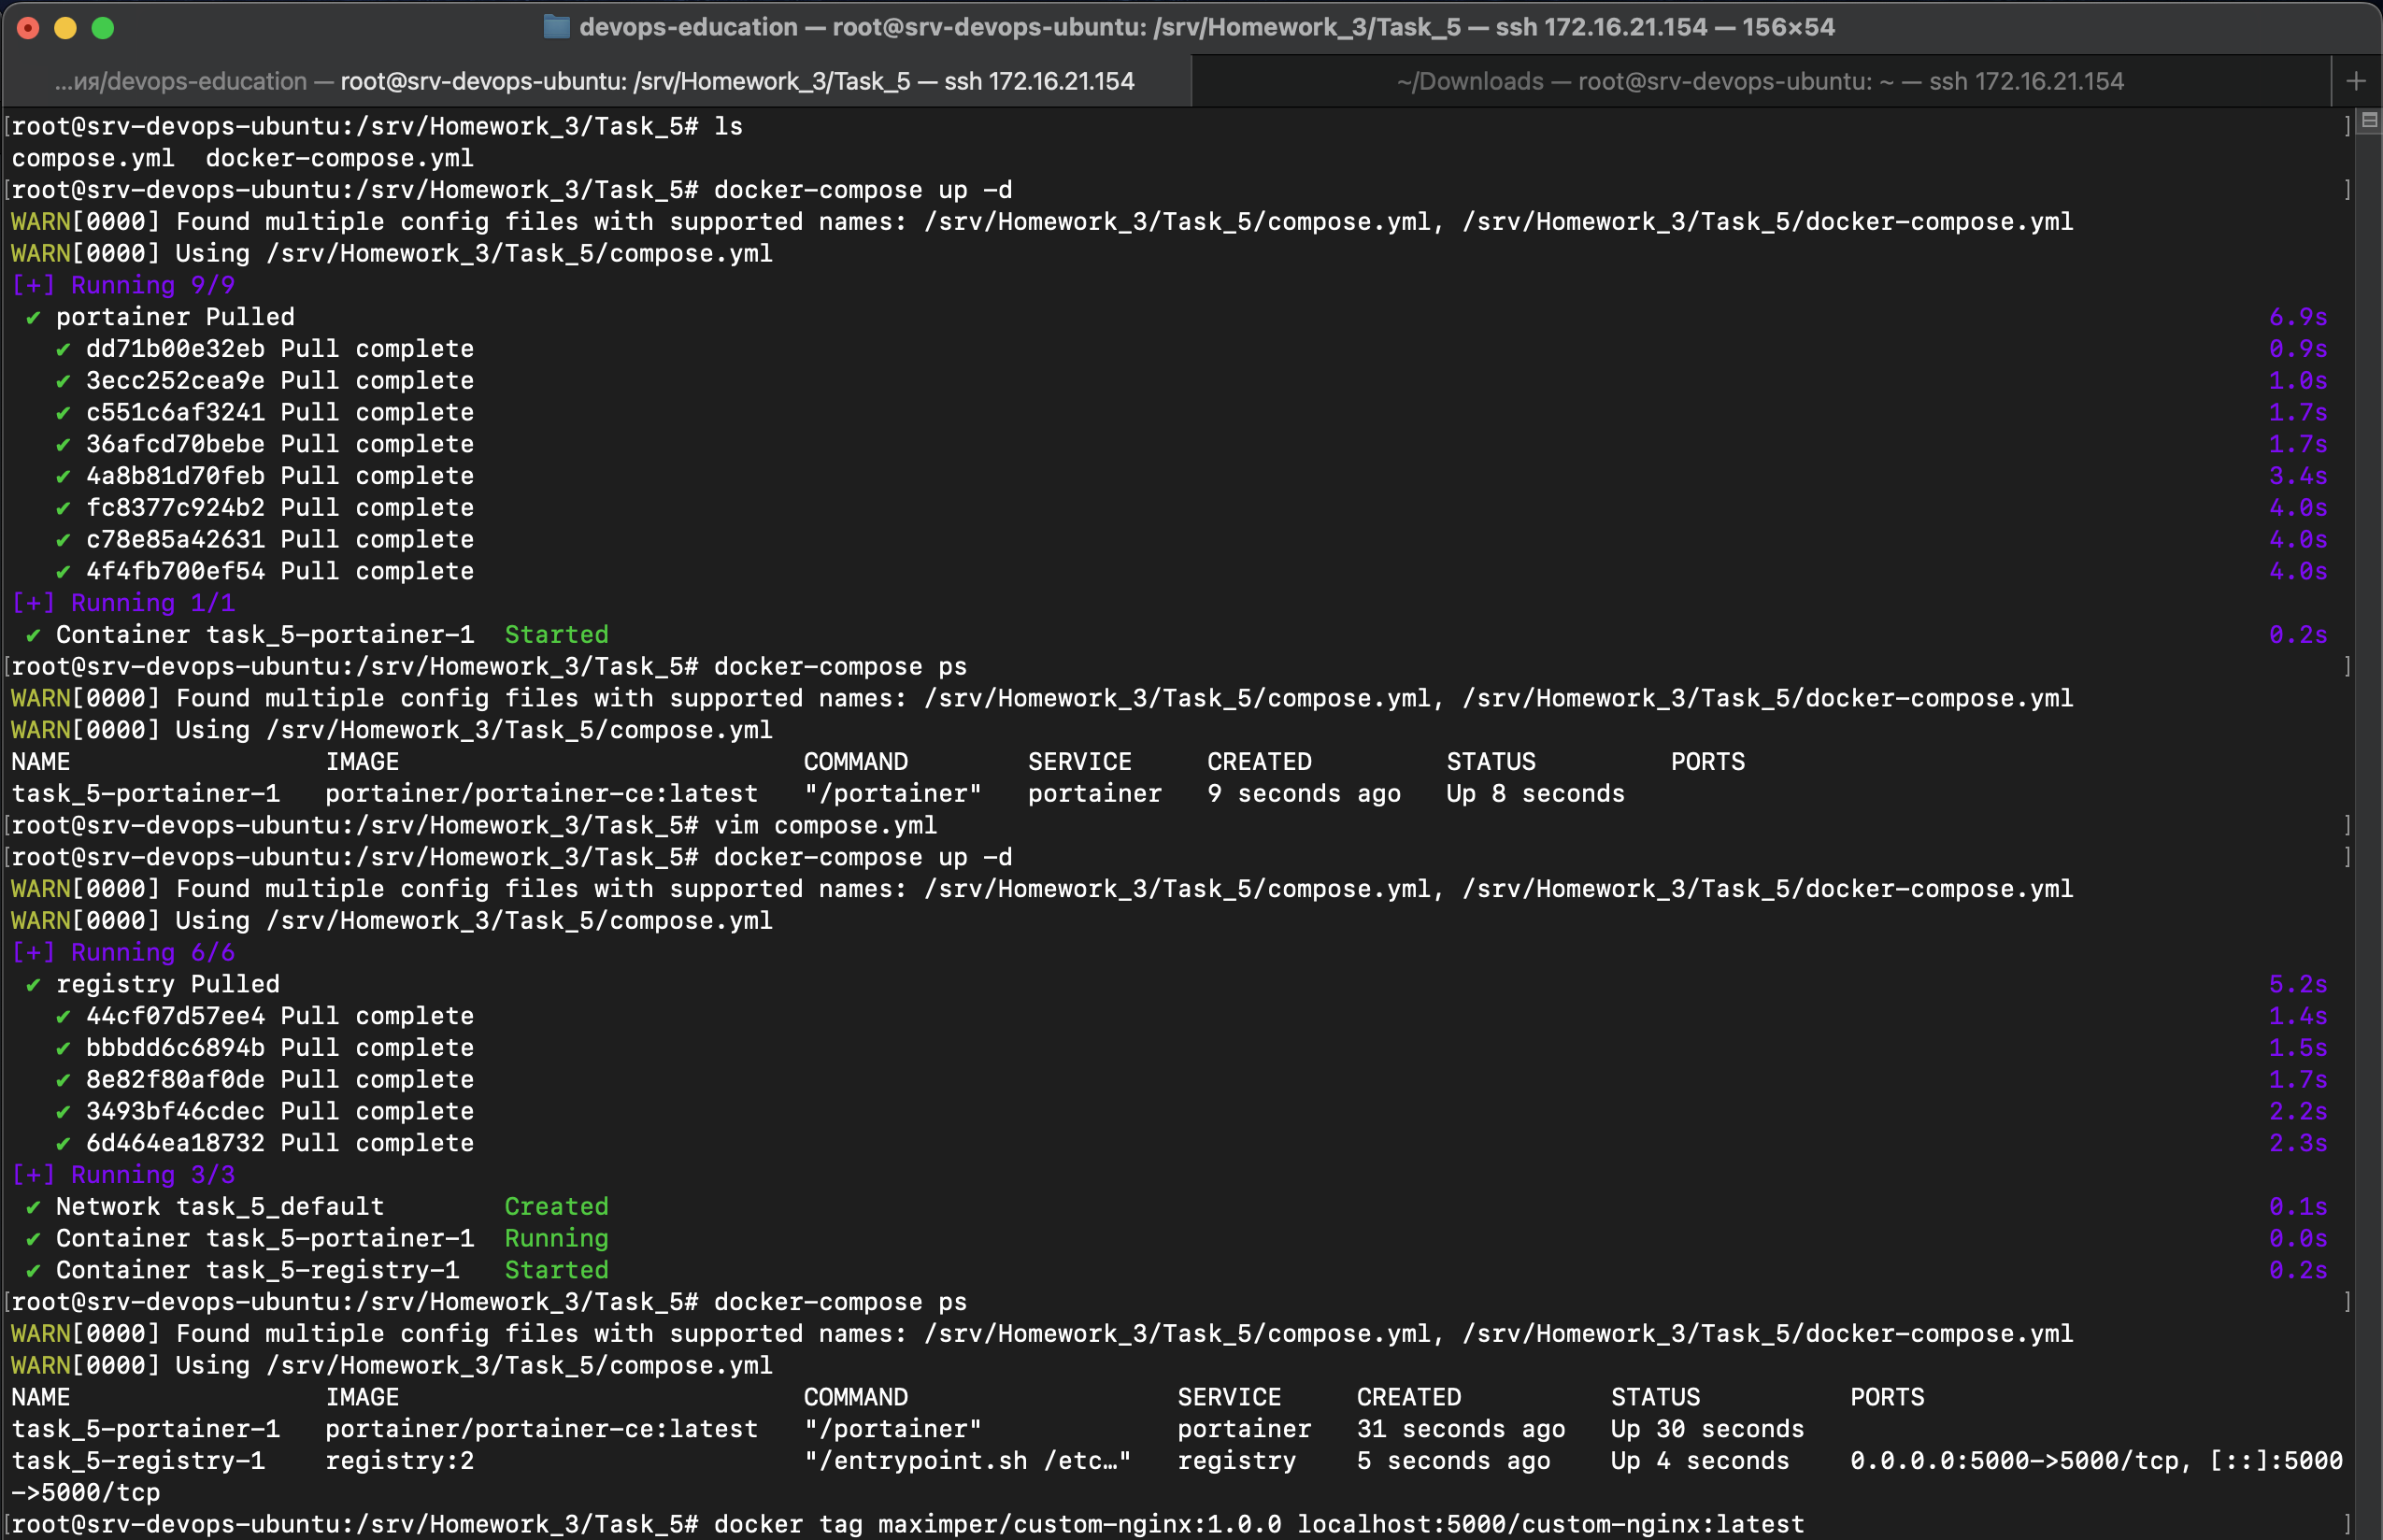 devops-education — root@srv-devops-ubuntu: /srv/Homework_3/Task_5 — ssh 172.16.21.154 — 156×54
...ия/devops-education — root@srv-devops-ubuntu: /srv/Homework_3/Task_5 — ssh 172.16.21.154
~/Downloads — root@srv-devops-ubuntu: ~ — ssh 172.16.21.154
[root@srv-devops-ubuntu:/srv/Homework_3/Task_5# ls ]
compose.yml  docker-compose.yml
[root@srv-devops-ubuntu:/srv/Homework_3/Task_5# docker-compose up -d ]
WARN[0000] Found multiple config files with supported names: /srv/Homework_3/Task_5/compose.yml, /srv/Homework_3/Task_5/docker-compose.yml
WARN[0000] Using /srv/Homework_3/Task_5/compose.yml
[+] Running 9/9
✔ portainer Pulled 6.9s
✔ dd71b00e32eb Pull complete 0.9s
✔ 3ecc252cea9e Pull complete 1.0s
✔ c551c6af3241 Pull complete 1.7s
✔ 36afcd70bebe Pull complete 1.7s
✔ 4a8b81d70feb Pull complete 3.4s
✔ fc8377c924b2 Pull complete 4.0s
✔ c78e85a42631 Pull complete 4.0s
✔ 4f4fb700ef54 Pull complete 4.0s
[+] Running 1/1
✔ Container task_5-portainer-1  Started 0.2s
[root@srv-devops-ubuntu:/srv/Homework_3/Task_5# docker-compose ps ]
WARN[0000] Found multiple config files with supported names: /srv/Homework_3/Task_5/compose.yml, /srv/Homework_3/Task_5/docker-compose.yml
WARN[0000] Using /srv/Homework_3/Task_5/compose.yml
NAME IMAGE COMMAND SERVICE CREATED STATUS PORTS
task_5-portainer-1 portainer/portainer-ce:latest "/portainer" portainer 9 seconds ago Up 8 seconds
[root@srv-devops-ubuntu:/srv/Homework_3/Task_5# vim compose.yml ]
[root@srv-devops-ubuntu:/srv/Homework_3/Task_5# docker-compose up -d ]
WARN[0000] Found multiple config files with supported names: /srv/Homework_3/Task_5/compose.yml, /srv/Homework_3/Task_5/docker-compose.yml
WARN[0000] Using /srv/Homework_3/Task_5/compose.yml
[+] Running 6/6
✔ registry Pulled 5.2s
✔ 44cf07d57ee4 Pull complete 1.4s
✔ bbbdd6c6894b Pull complete 1.5s
✔ 8e82f80af0de Pull complete 1.7s
✔ 3493bf46cdec Pull complete 2.2s
✔ 6d464ea18732 Pull complete 2.3s
[+] Running 3/3
✔ Network task_5_default Created 0.1s
✔ Container task_5-portainer-1 Running 0.0s
✔ Container task_5-registry-1 Started 0.2s
[root@srv-devops-ubuntu:/srv/Homework_3/Task_5# docker-compose ps ]
WARN[0000] Found multiple config files with supported names: /srv/Homework_3/Task_5/compose.yml, /srv/Homework_3/Task_5/docker-compose.yml
WARN[0000] Using /srv/Homework_3/Task_5/compose.yml
NAME IMAGE COMMAND SERVICE CREATED STATUS PORTS
task_5-portainer-1 portainer/portainer-ce:latest "/portainer" portainer 31 seconds ago Up 30 seconds
task_5-registry-1 registry:2 "/entrypoint.sh /etc…" registry 5 seconds ago Up 4 seconds 0.0.0.0:5000->5000/tcp, [::]:5000
->5000/tcp
[root@srv-devops-ubuntu:/srv/Homework_3/Task_5# docker tag maximper/custom-nginx:1.0.0 localhost:5000/custom-nginx:latest ]